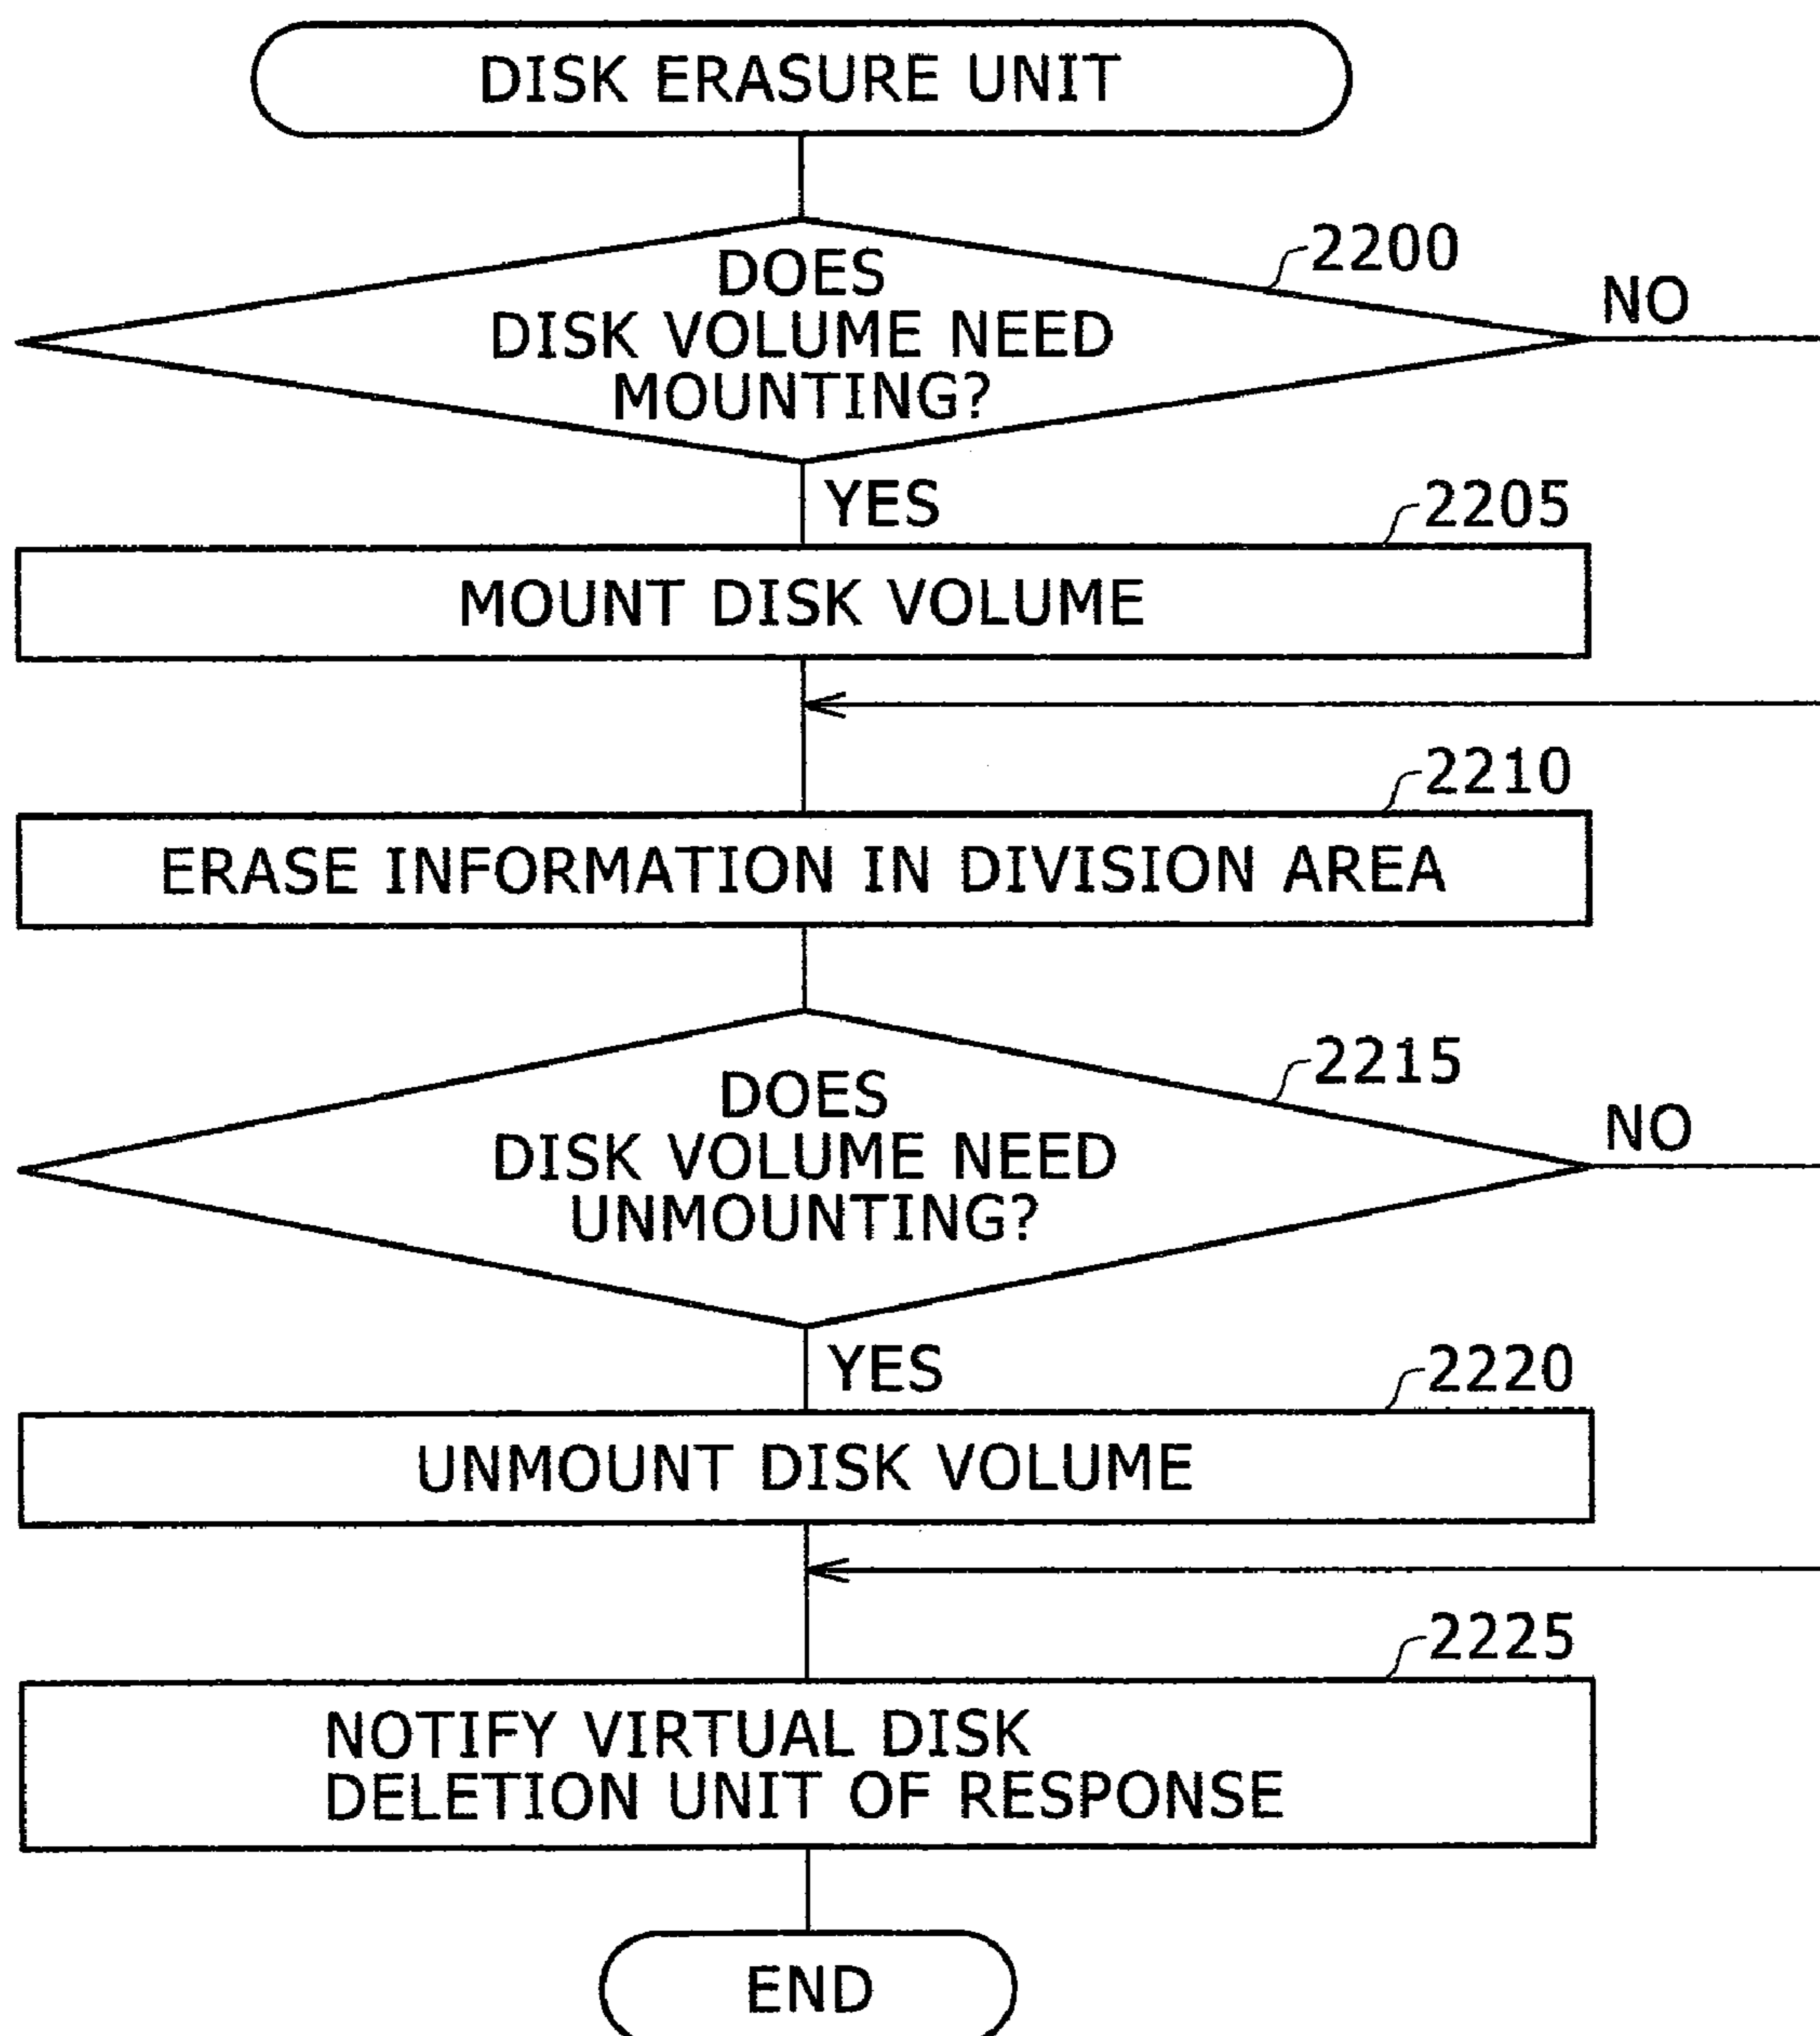 DISK ERASURE UNIT
2200
DOES
DISK VOLUME NEED
MOUNTING?
NO
YES
2205
MOUNT DISK VOLUME
2210
ERASE INFORMATION IN DIVISION AREA
2215
DOES
DISK VOLUME NEED
UNMOUNTING?
NO
YES
2220
UNMOUNT DISK VOLUME
2225
NOTIFY VIRTUAL DISK
DELETION UNIT OF RESPONSE
END